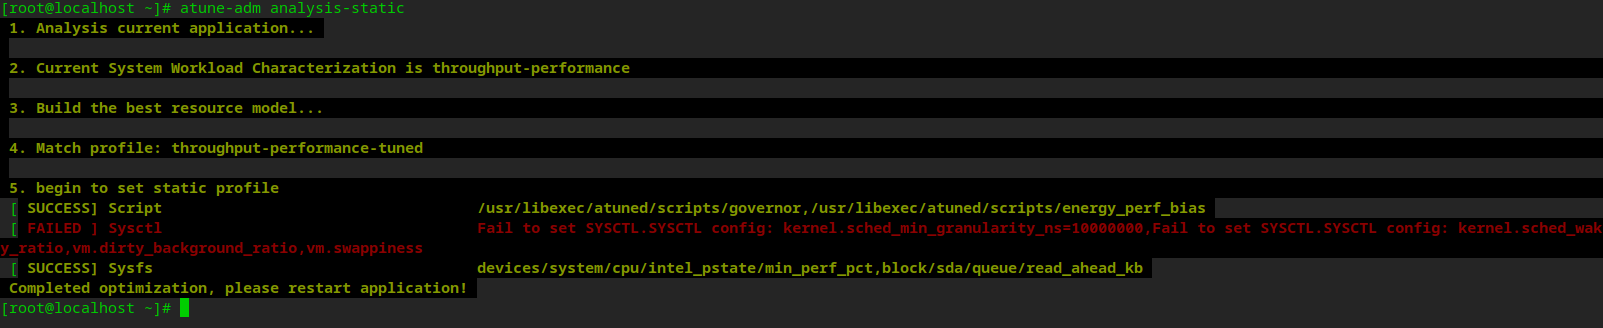 [root@localhost ~]# atune-adm analysis-static
1. Analysis current application...
2. Current System Workload Characterization is throughput-performance
3. Build the best resource model...
4. Match profile: throughput-performance-tuned
5. begin to set static profile
[ SUCCESS] Script /usr/libexec/atuned/scripts/governor,/usr/libexec/atuned/scripts/energy_perf_bias
[ FAILED ] Sysctl Fail to set SYSCTL.SYSCTL config: kernel.sched_min_granularity_ns=10000000,Fail to set SYSCTL.SYSCTL config: kernel.sched_wak
y_ratio,vm.dirty_background_ratio,vm.swappiness
[ SUCCESS] Sysfs devices/system/cpu/intel_pstate/min_perf_pct,block/sda/queue/read_ahead_kb
Completed optimization, please restart application!
[root@localhost ~]#